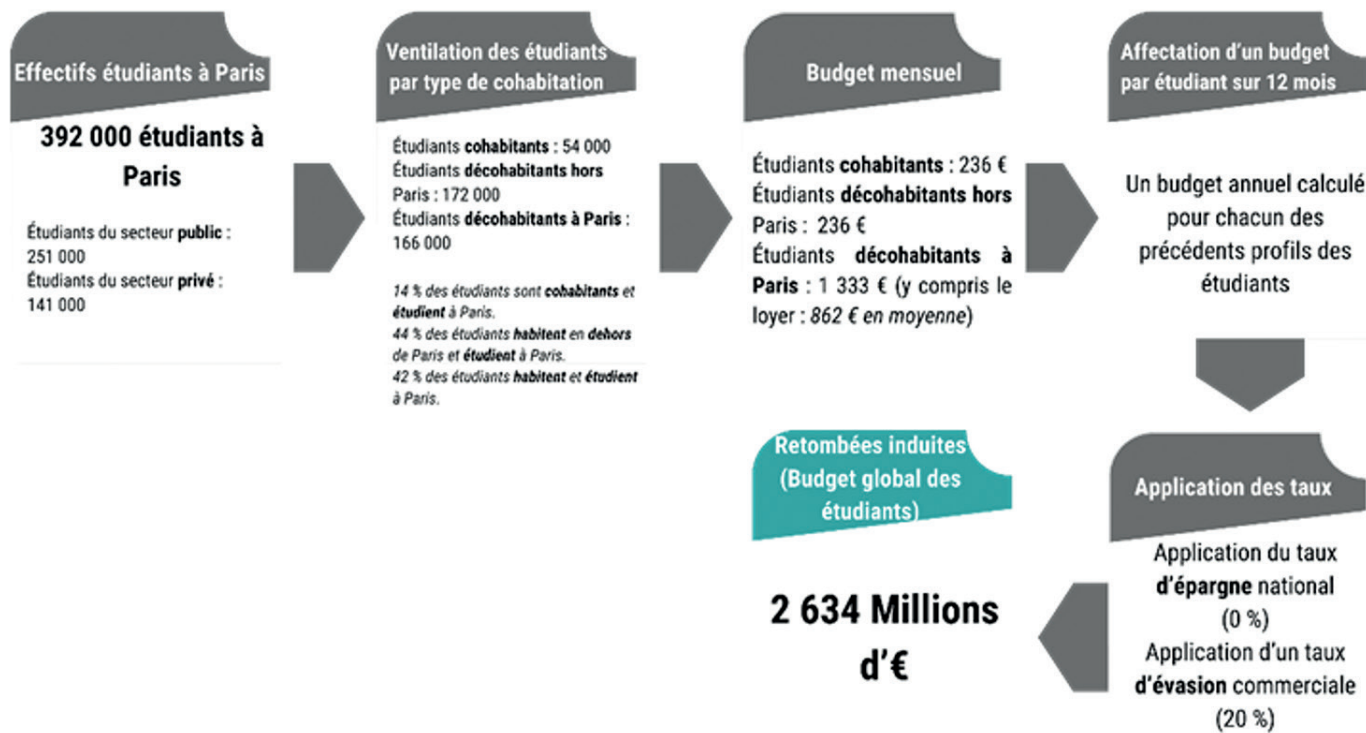 Effectifs étudiants à Paris
392 000 étudiants à
Paris
Étudiants du secteur public :
251 000
Étudiants du secteur privé :
141 000
Ventilation des étudiants
par type de cohabitation
Étudiants cohabitants : 54 000
Étudiants décohabitants hors
Paris : 172 000
Étudiants décohabitants à Paris :
166 000
14 % des étudiants sont cohabitants et
étudient à Paris.
44 % des étudiants habitent en dehors
de Paris et étudient à Paris.
42 % des étudiants habitent et étudient
à Paris.
Budget mensuel
Étudiants cohabitants : 236 €
Étudiants décohabitants hors
Paris : 236 €
Étudiants décohabitants à
Paris : 1 333 € (y compris le
loyer : 862 € en moyenne)
Affectation d’un budget
par étudiant sur 12 mois
Un budget annuel calculé
pour chacun des
précédents profils des
étudiants
Application des taux
Application du taux
d’épargne national
(0 %)
Application d’un taux
d’évasion commerciale
(20 %)
Retombées induites
(Budget global des
étudiants)
2 634 Millions
d’€